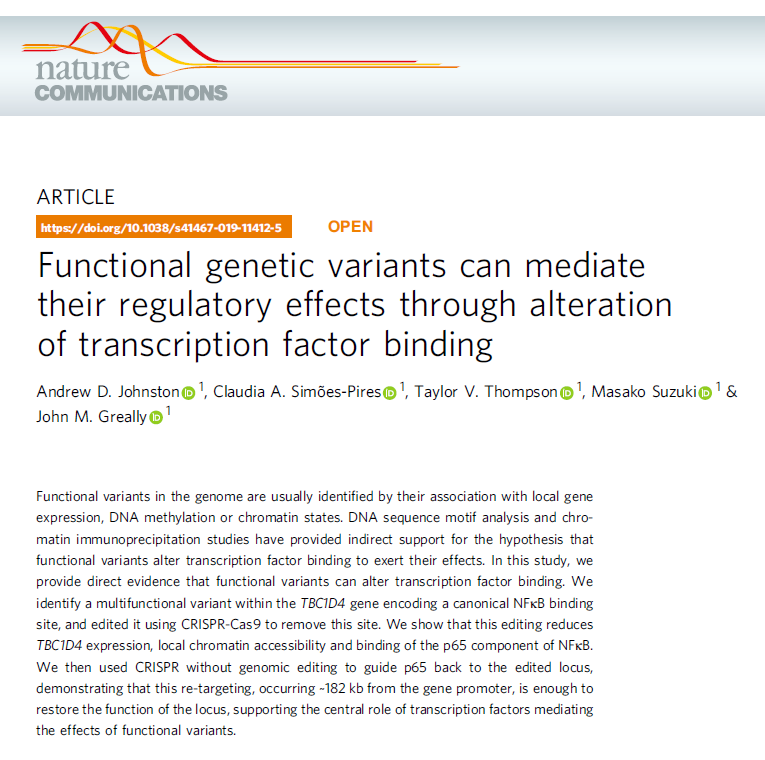 nature
COMMUNICATIONS
ARTICLE
https://doi.org/10.1038/s41467-019-11412-5 OPEN
Functional genetic variants can mediate
their regulatory effects through alteration
of transcription factor binding
Andrew D. Johnston iD 1, Claudia A. Simões-Pires iD 1, Taylor V. Thompson iD 1, Masako Suzuki iD 1 &
John M. Greally iD 1
Functional variants in the genome are usually identified by their association with local gene
expression, DNA methylation or chromatin states. DNA sequence motif analysis and chro-
matin immunoprecipitation studies have provided indirect support for the hypothesis that
functional variants alter transcription factor binding to exert their effects. In this study, we
provide direct evidence that functional variants can alter transcription factor binding. We
identify a multifunctional variant within the TBC1D4 gene encoding a canonical NFκB binding
site, and edited it using CRISPR-Cas9 to remove this site. We show that this editing reduces
TBC1D4 expression, local chromatin accessibility and binding of the p65 component of NFκB.
We then used CRISPR without genomic editing to guide p65 back to the edited locus,
demonstrating that this re-targeting, occurring ~182 kb from the gene promoter, is enough to
restore the function of the locus, supporting the central role of transcription factors mediating
the effects of functional variants.